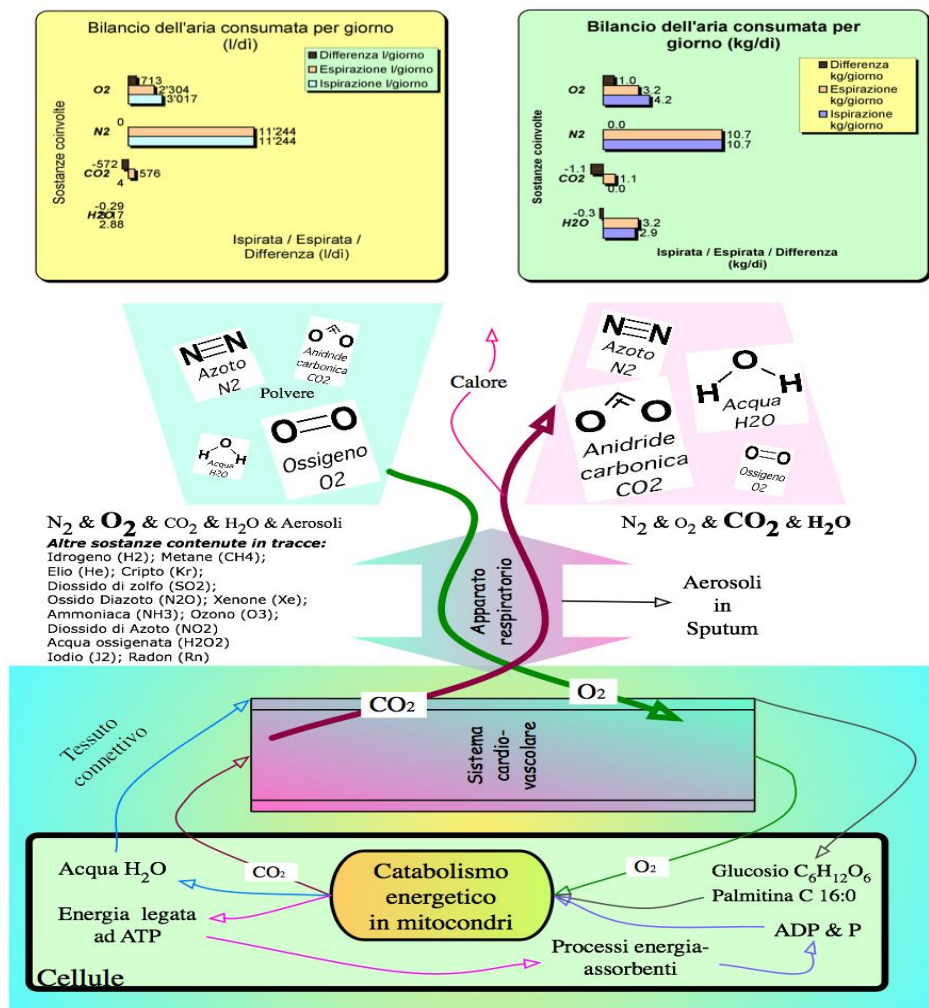 Bilancio dell'aria consumata per giorno
(l/dì)
Differenza l/giorno
Espirazione l/giorno
Ispirazione l/giorno
Sostanze coinvolte
O2
713
2'304
3'017
N2
0
11'244
11'244
CO2
-572
576
4
H2O
-0.29
2.88
Ispirata / Espirata /
Differenza (l/dì)
Bilancio dell'aria consumata per
giorno (kg/dì)
Differenza
kg/giorno
Espirazione
kg/giorno
Ispirazione
kg/giorno
Sostanze coinvolte
O2
1.0
3.2
4.2
N2
0.0
10.7
10.7
CO2
-1.1
1.1
0.0
H2O
-0.3
3.2
2.9
Ispirata / Espirata / Differenza
(kg/dì)
N N
Azoto
N2
O O
Anidride
carbonica
CO2
Polvere
H O H
Acqua
H2O
O O
Ossigeno
O2
Calore
N N
Azoto
N2
O O
Anidride
carbonica
CO2
H O H
Acqua
H2O
O O
Ossigeno
O2
N2 & O2 & CO2 & H2O & Aerosoli
Altre sostanze contenute in tracce:
Idrogeno (H2); Metane (CH4);
Elio (He); Cripto (Kr);
Diossido di zolfo (SO2);
Ossido Diazoto (N2O); Xenone (Xe);
Ammoniaca (NH3); Ozono (O3);
Diossido di Azoto (NO2)
Acqua ossigenata (H2O2)
Iodio (J2); Radon (Rn)
N2 & O2 & CO2 & H2O
Apparato
respiratorio
Aerosoli
in
Sputum
CO2
O2
Tessuto
connettivo
Sistema
cardio-
vascolare
Acqua H2O
CO2
Catabolismo
energetico
in mitocondri
O2
Glucosio C6H12O6
Palmitina C 16:0
Energia legata
ad ATP
ADP & P
Processi energia-
assorbenti
Cellule